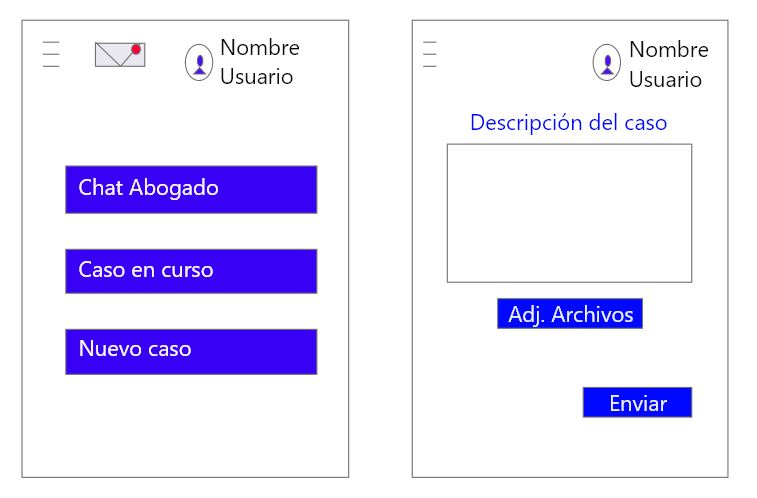 Nombre
Usuario
Chat Abogado
Caso en curso
Nuevo caso
Nombre
Usuario
Descripción del caso
Adj. Archivos
Enviar